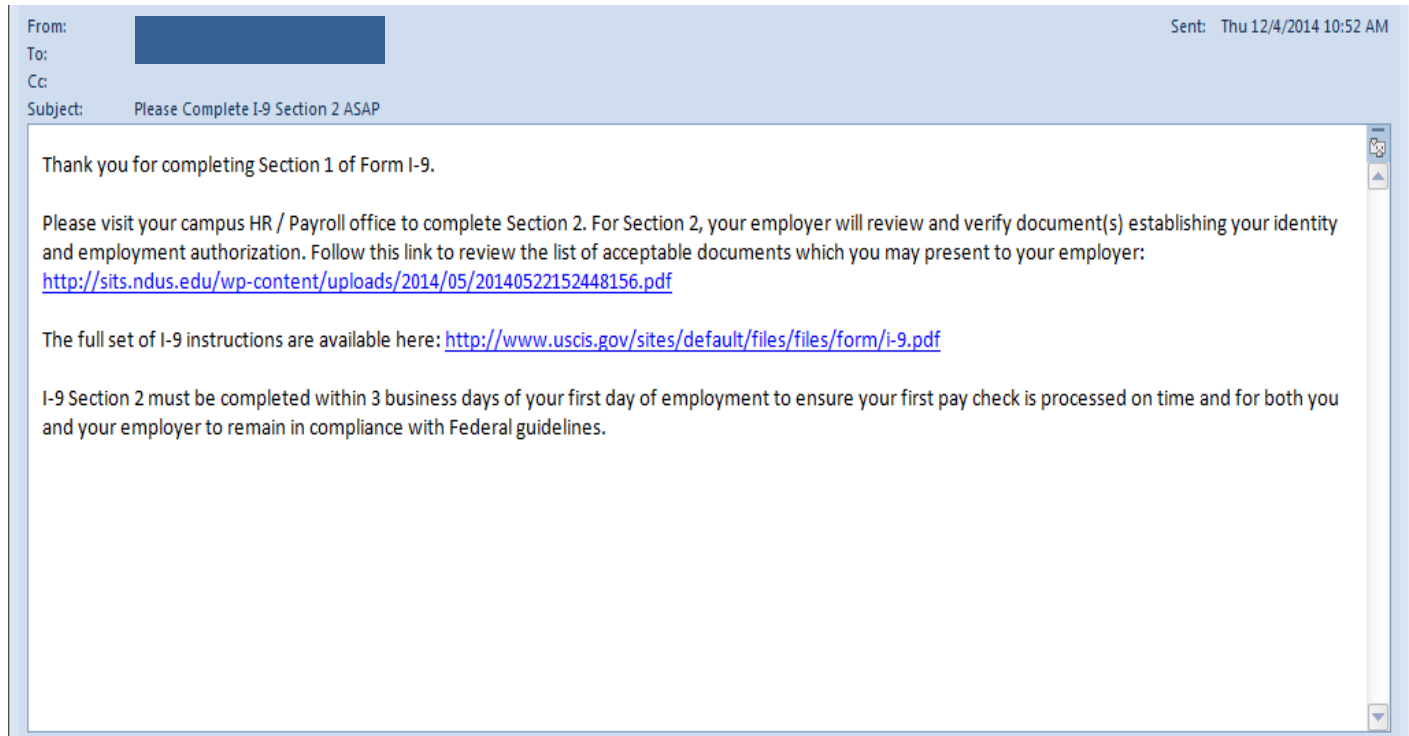 From:
Sent: Thu 12/4/2014 10:52 AM
To:
Cc:
Subject: Please Complete I-9 Section 2 ASAP
Thank you for completing Section 1 of Form I-9.
Please visit your campus HR / Payroll office to complete Section 2. For Section 2, your employer will review and verify document(s) establishing your identity
and employment authorization. Follow this link to review the list of acceptable documents which you may present to your employer:
http://sits.ndus.edu/wp-content/uploads/2014/05/20140522152448156.pdf
The full set of I-9 instructions are available here: http://www.uscis.gov/sites/default/files/files/form/i-9.pdf
I-9 Section 2 must be completed within 3 business days of your first day of employment to ensure your first pay check is processed on time and for both you
and your employer to remain in compliance with Federal guidelines.